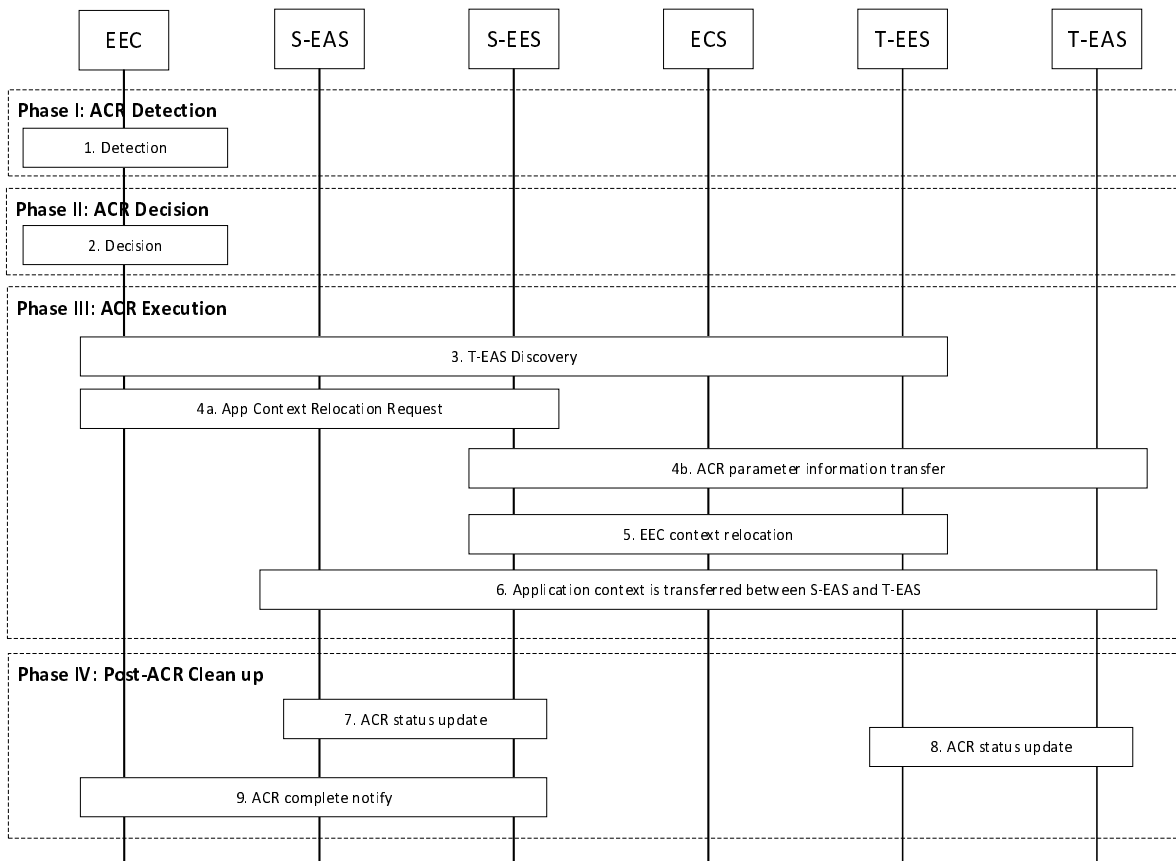 EEC S-EAS S-EES ECS T-EES T-EAS
Phase I: ACR Detection
1. Detection
Phase II: ACR Decision
2. Decision
Phase III: ACR Execution
3. T-EAS Discovery
4a. App Context Relocation Request
4b. ACR parameter information transfer
5. EEC context relocation
6. Application context is transferred between S-EAS and T-EAS
Phase IV: Post-ACR Clean up
7. ACR status update
8. ACR status update
9. ACR complete notify